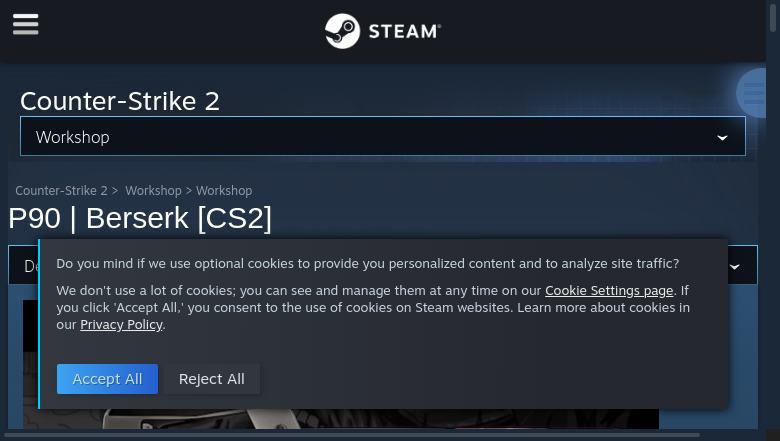 STEAM®
Counter-Strike 2
Workshop
Counter-Strike 2 > Workshop > Workshop
P90 | Berserk [CS2]
Do you mind if we use optional cookies to provide you personalized content and to analyze site traffic?
We don't use a lot of cookies; you can see and manage them at any time on our Cookie Settings page. If
you click 'Accept All,' you consent to the use of cookies on Steam websites. Learn more about cookies in
our Privacy Policy.
Accept All
Reject All